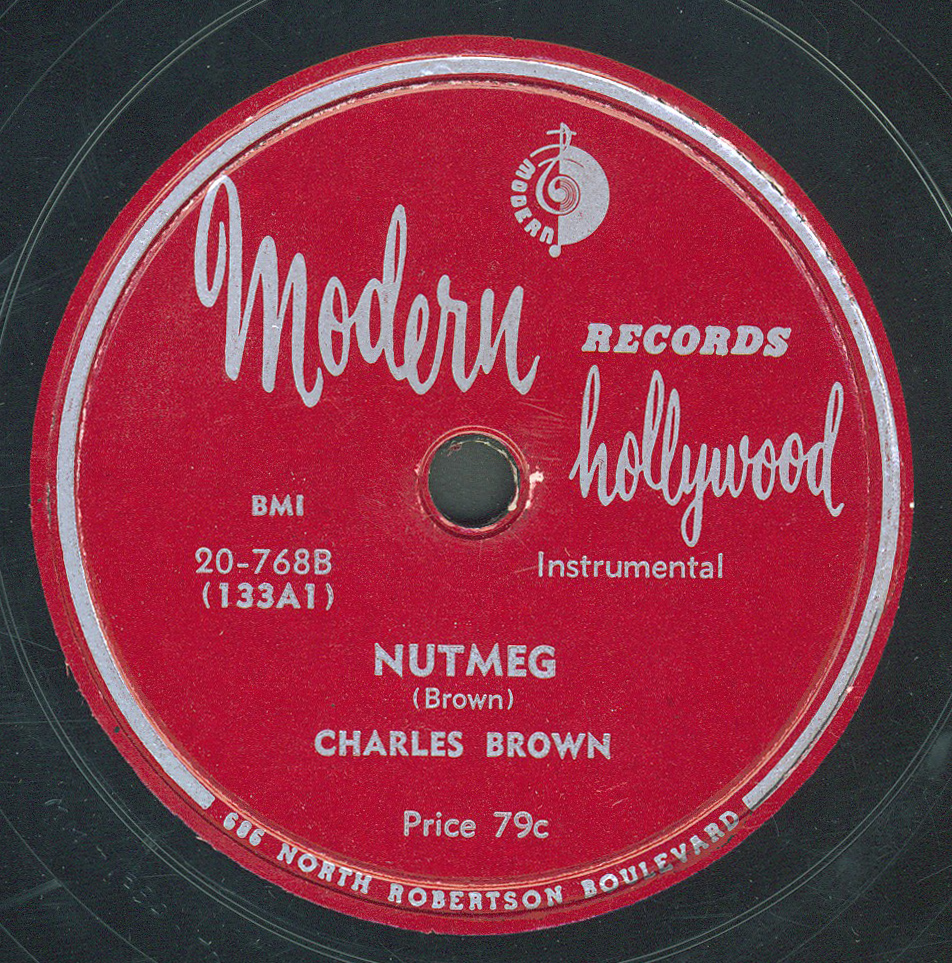 MODERN
Modern
RECORDS
hollywood
BMI
20-768B
(133A1)
Instrumental
NUTMEG
(Brown)
CHARLES BROWN
Price 79c
686 NORTH ROBERTSON BOULEVARD